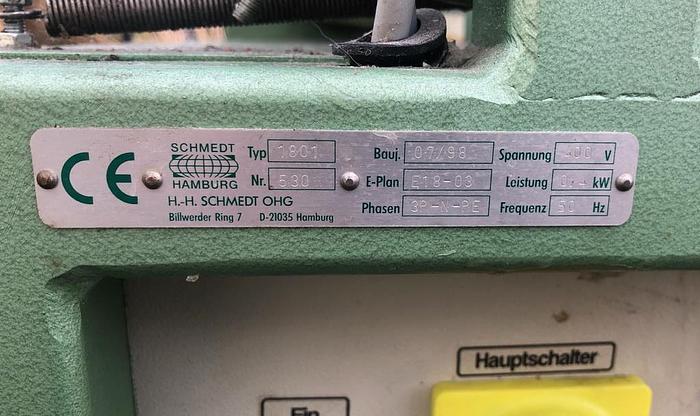 CE
SCHMEDT
HAMBURG
H.-H. SCHMEDT OHG
Billwerder Ring 7 D-21035 Hamburg
Typ 1801
Nr. 530
Bauj. 07/98
E-Plan E18-03
Phasen 3P-N-PE
Spannung 400 V
Leistung kW
Frequenz 50 Hz
Hauptschalter
Ein